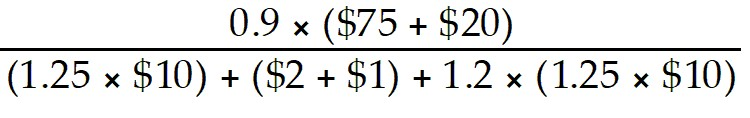 0.9 × ($75 + $20)
(1.25 × $10) + ($2 + $1) + 1.2 × (1.25 × $10)